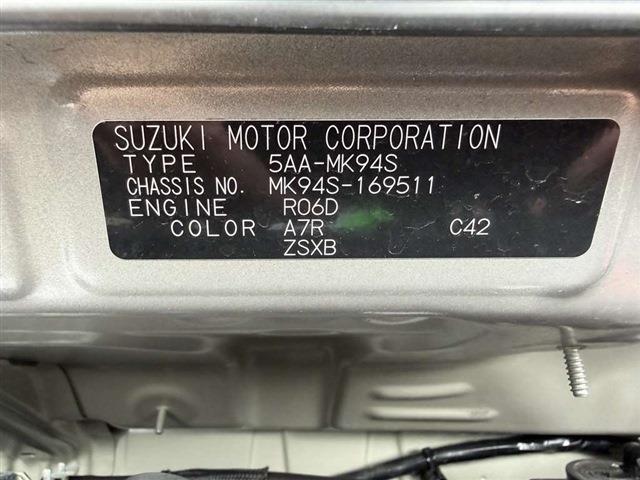 SUZUKI MOTOR CORPORATION
TYPE 5AA-MK94S
CHASSIS NO. MK94S-169511
ENGINE R06D
COLOR A7R C42
ZSXB